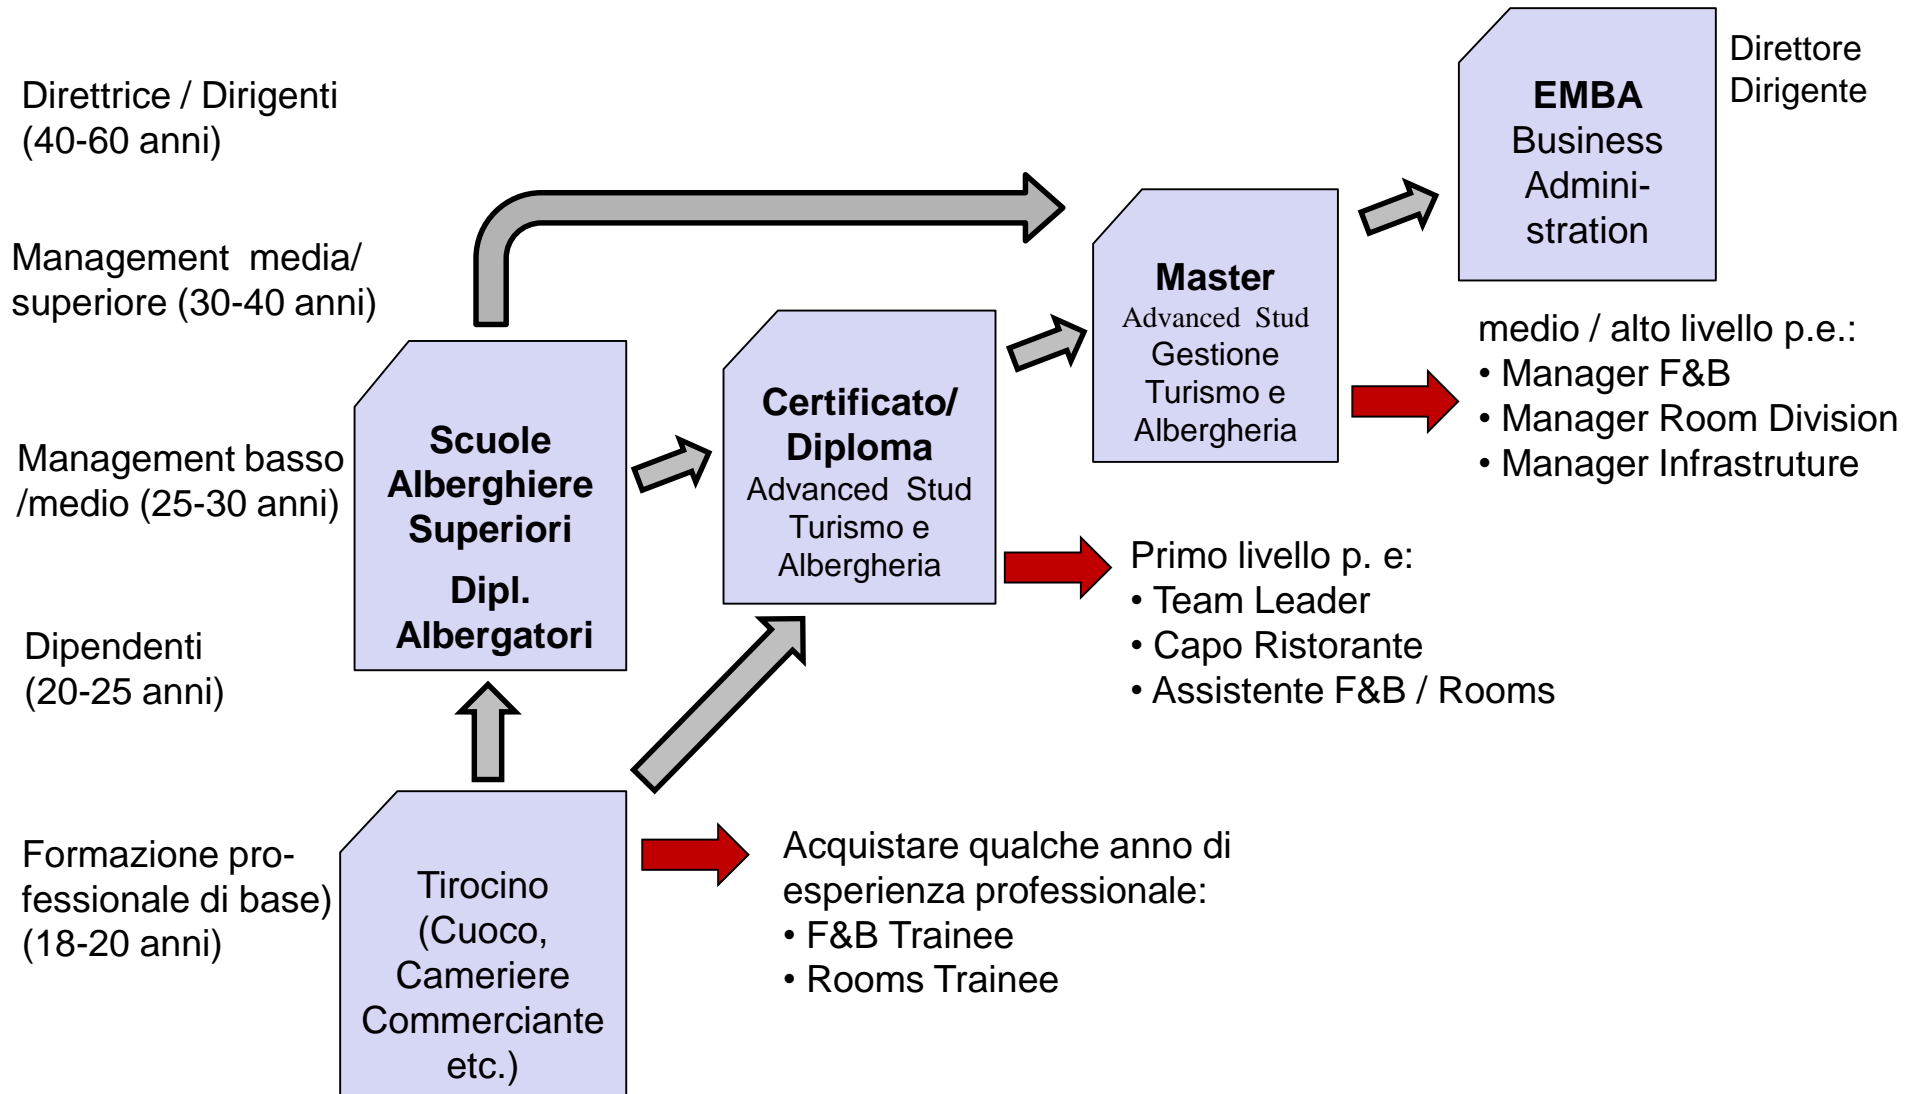 Direttrice / Dirigenti
(40-60 anni)
Management  media/
superiore (30-40 anni)
Management basso
/medio (25-30 anni)
Dipendenti
(20-25 anni)
Formazione pro-
fessionale di base)
(18-20 anni)
Scuole
Alberghiere
Superiori
Dipl.
Albergatori
Tirocino
(Cuoco,
Cameriere
Commerciante
etc.)
Certificato/
Diploma
Advanced  Stud
Turismo e
Albergheria
Master
Advanced  Stud
Gestione
Turismo e
Albergheria
EMBA
Business
Admini-
stration
Direttore
Dirigente
medio / alto livello p.e.:
• Manager F&B
• Manager Room Division
• Manager Infrastruture
Primo livello p. e:
• Team Leader
• Capo Ristorante
• Assistente F&B / Rooms
Acquistare qualche anno di
esperienza professionale:
• F&B Trainee
• Rooms Trainee